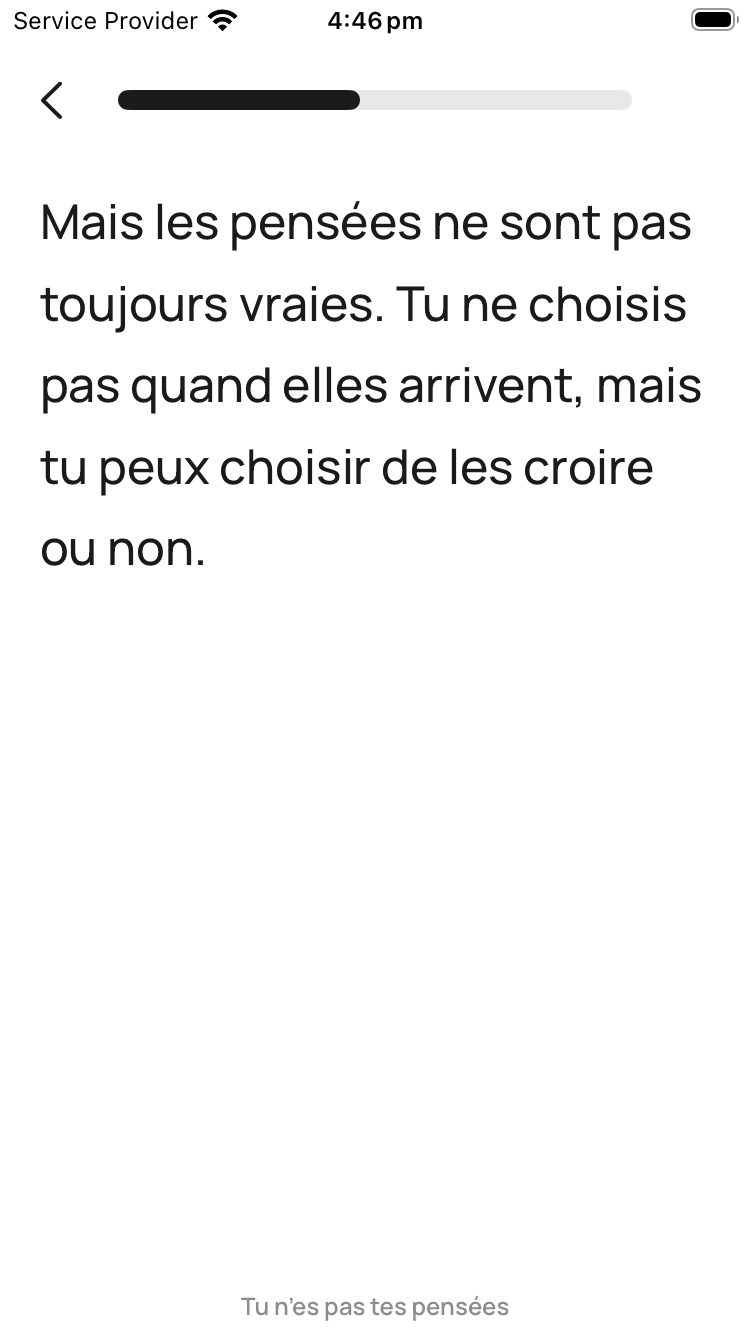 Service Provider 4:46 pm
Mais les pensées ne sont pas
toujours vraies. Tu ne choisis
pas quand elles arrivent, mais
tu peux choisir de les croire
ou non.
Tu n’es pas tes pensées